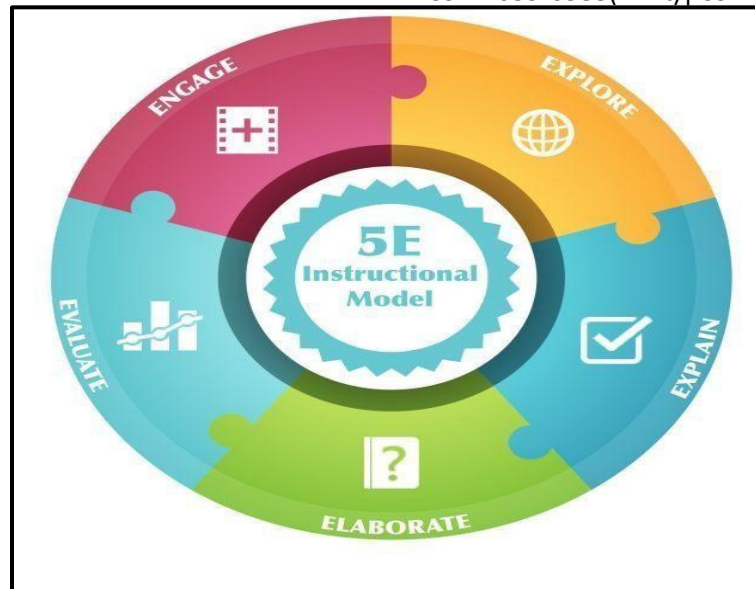 ENGAGE
EXPLORE
5E
Instructional
Model
EVALUATE
EXPLAIN
?
ELABORATE